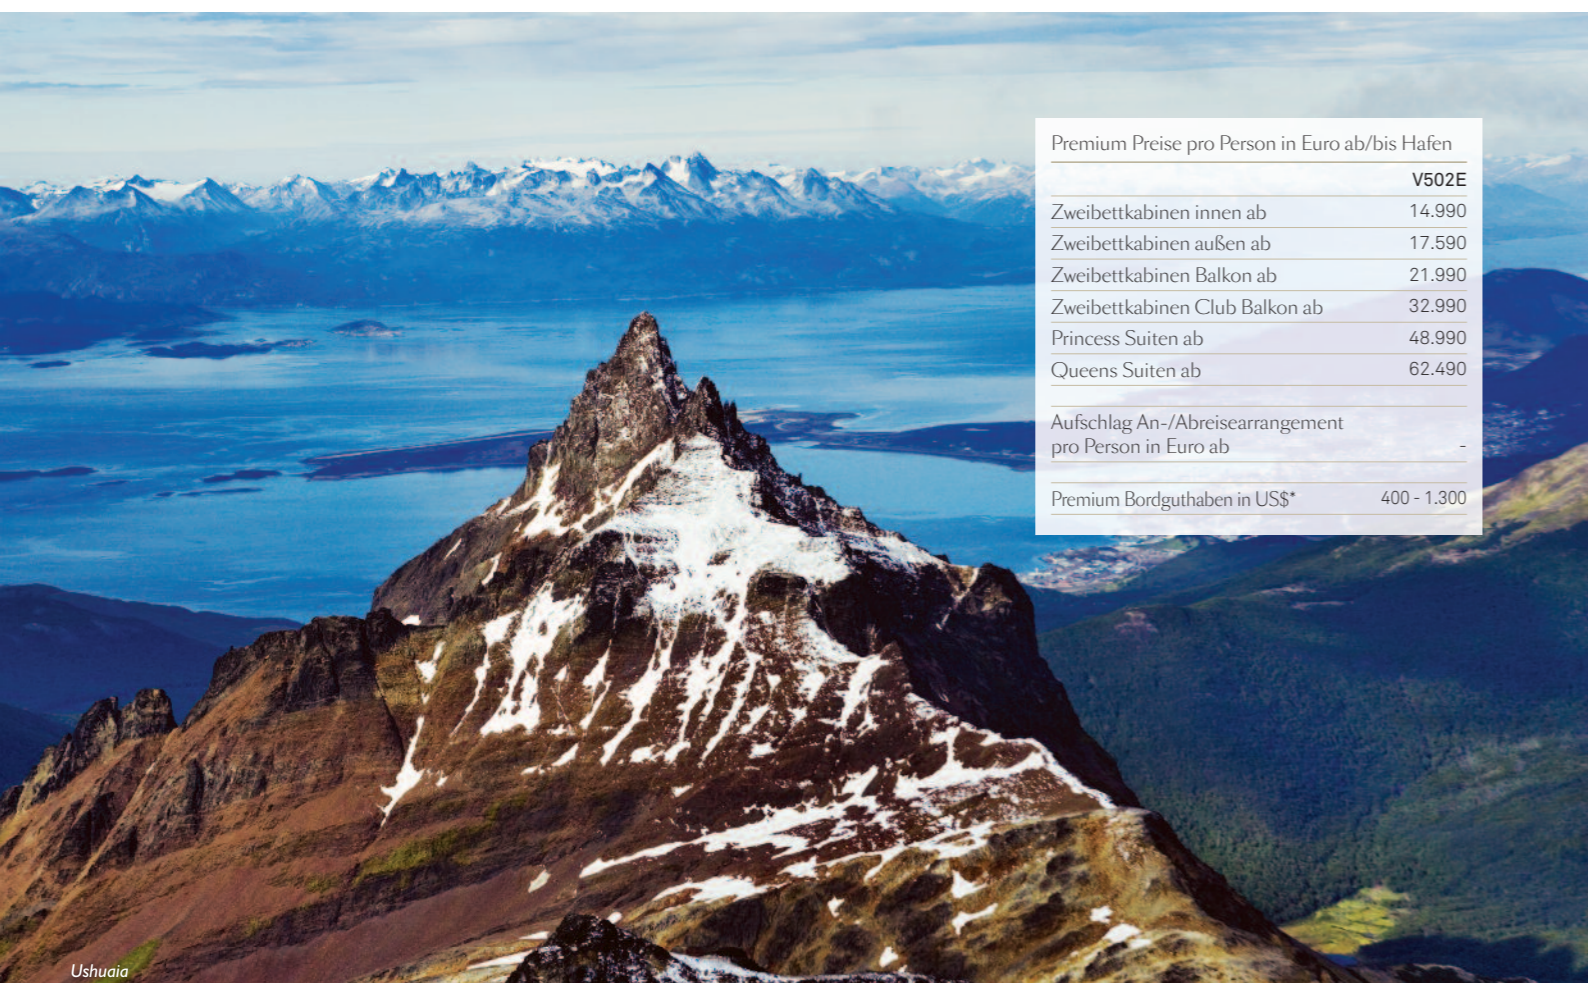 Premium Preise pro Person in Euro ab/bis Hafen
V502E
Zweibettkabinen innen ab 14.990
Zweibettkabinen außen ab 17.590
Zweibettkabinen Balkon ab 21.990
Zweibettkabinen Club Balkon ab 32.990
Princess Suiten ab 48.990
Queens Suiten ab 62.490
Aufschlag An-/Abreisearrangement
pro Person in Euro ab -
Premium Bordguthaben in US$* 400 - 1.300
Ushuaia